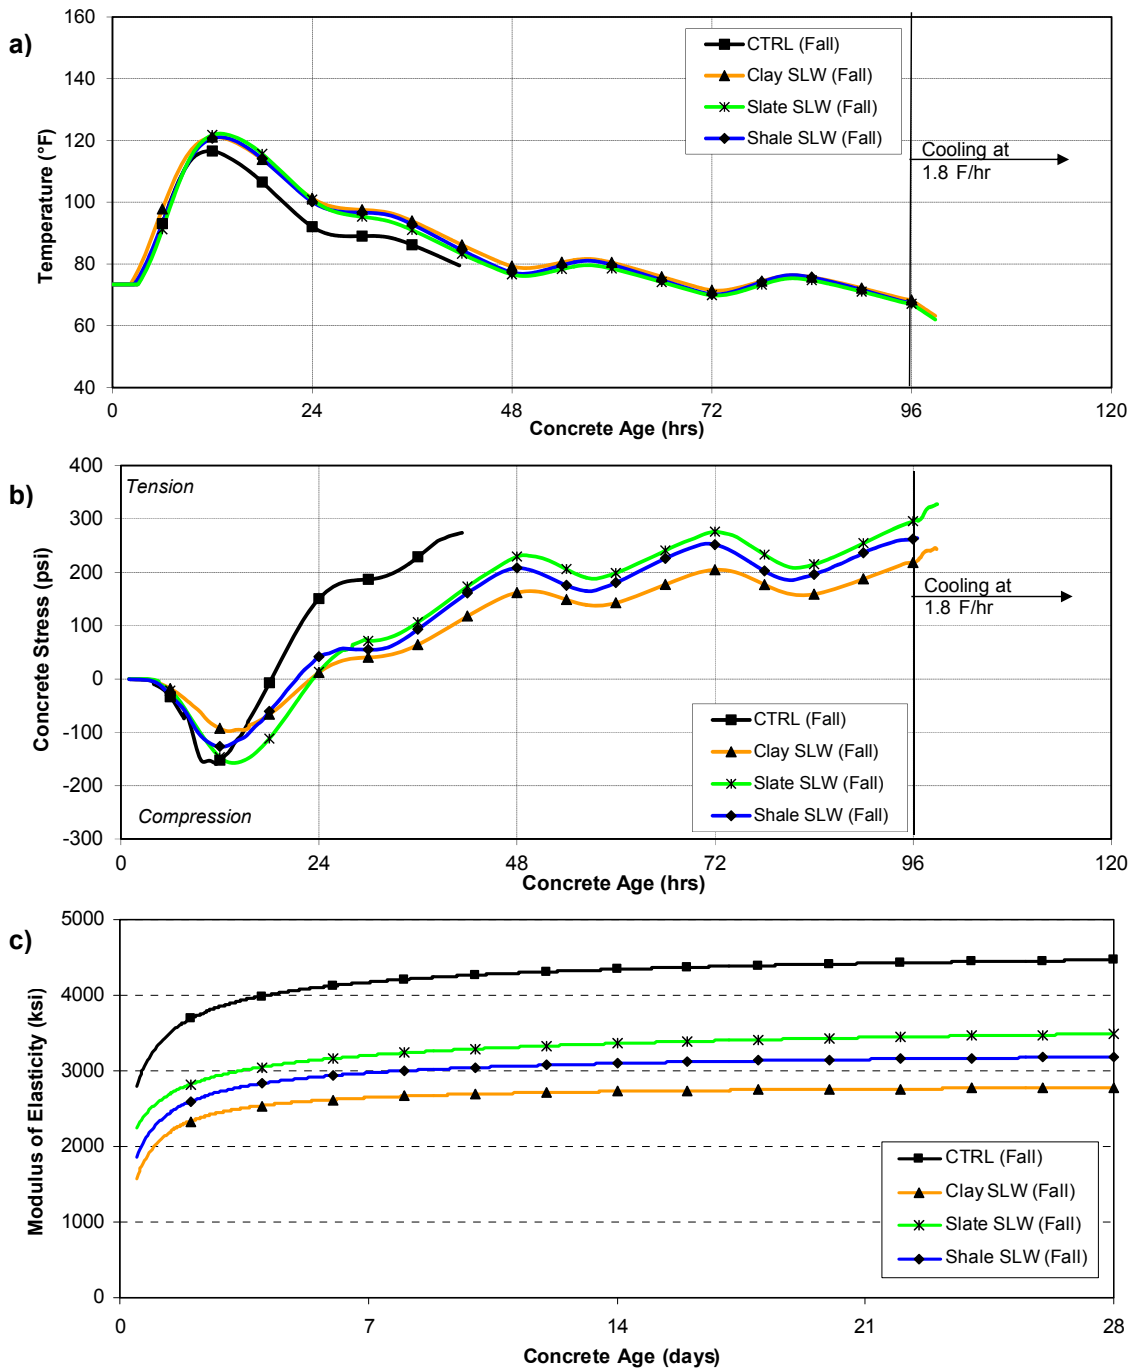 a)
160
140
120
100
80
60
40
Temperature (°F)
CTRL (Fall)
Clay SLW (Fall)
Slate SLW (Fall)
Shale SLW (Fall)
Cooling at
1.8 F/hr
0
24
48
72
96
120
Concrete Age (hrs)
b)
400
300
200
100
0
-100
-200
-300
Concrete Stress (psi)
Tension
Compression
Cooling at
1.8 F/hr
CTRL (Fall)
Clay SLW (Fall)
Slate SLW (Fall)
Shale SLW (Fall)
0
24
48
72
96
120
Concrete Age (hrs)
c)
5000
4000
3000
2000
1000
0
Modulus of Elasticity (ksi)
CTRL (Fall)
Clay SLW (Fall)
Slate SLW (Fall)
Shale SLW (Fall)
0
7
14
21
28
Concrete Age (days)